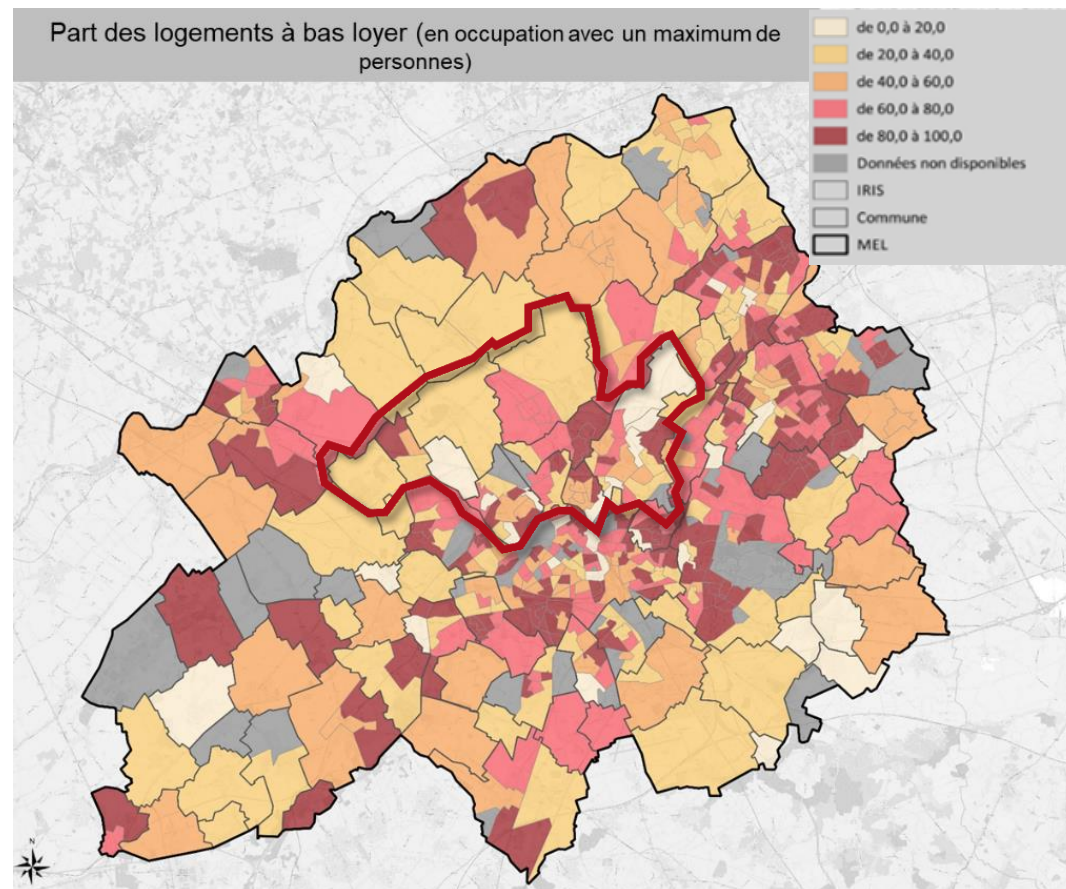 Part des logements à bas loyer (en occupation avec un maximum de
personnes)
de 0,0 à 20,0
de 20,0 à 40,0
de 40,0 à 60,0
de 60,0 à 80,0
de 80,0 à 100,0
Données non disponibles
IRIS
Commune
MEL
N